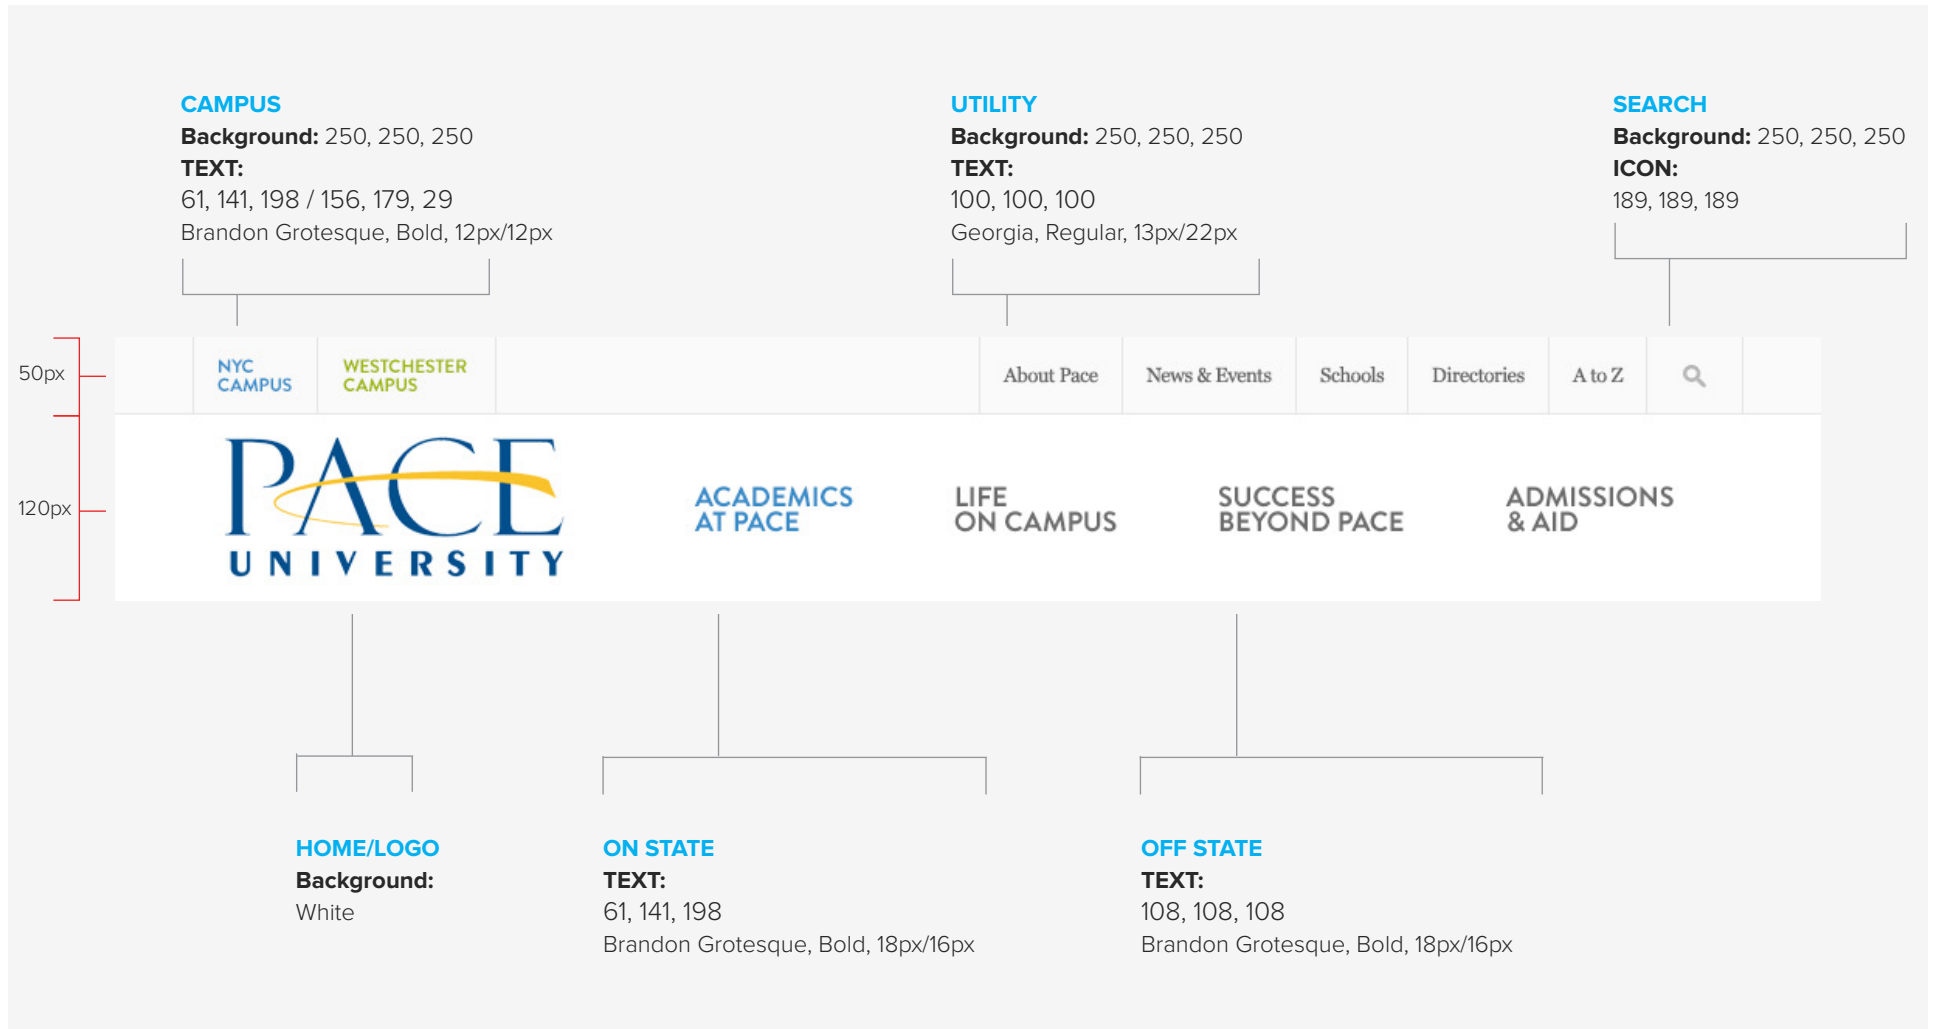 CAMPUS
Background: 250, 250, 250
TEXT:
61, 141, 198 / 156, 179, 29
Brandon Grotesque, Bold, 12px/12px
UTILITY
Background: 250, 250, 250
TEXT:
100, 100, 100
Georgia, Regular, 13px/22px
SEARCH
Background: 250, 250, 250
ICON:
189, 189, 189
50px
NYC
CAMPUS
WESTCHESTER
CAMPUS
About Pace
News & Events
Schools
Directories
A to Z
120px
PACE
UNIVERSITY
ACADEMICS
AT PACE
LIFE
ON CAMPUS
SUCCESS
BEYOND PACE
ADMISSIONS
& AID
HOME/LOGO
Background:
White
ON STATE
TEXT:
61, 141, 198
Brandon Grotesque, Bold, 18px/16px
OFF STATE
TEXT:
108, 108, 108
Brandon Grotesque, Bold, 18px/16px